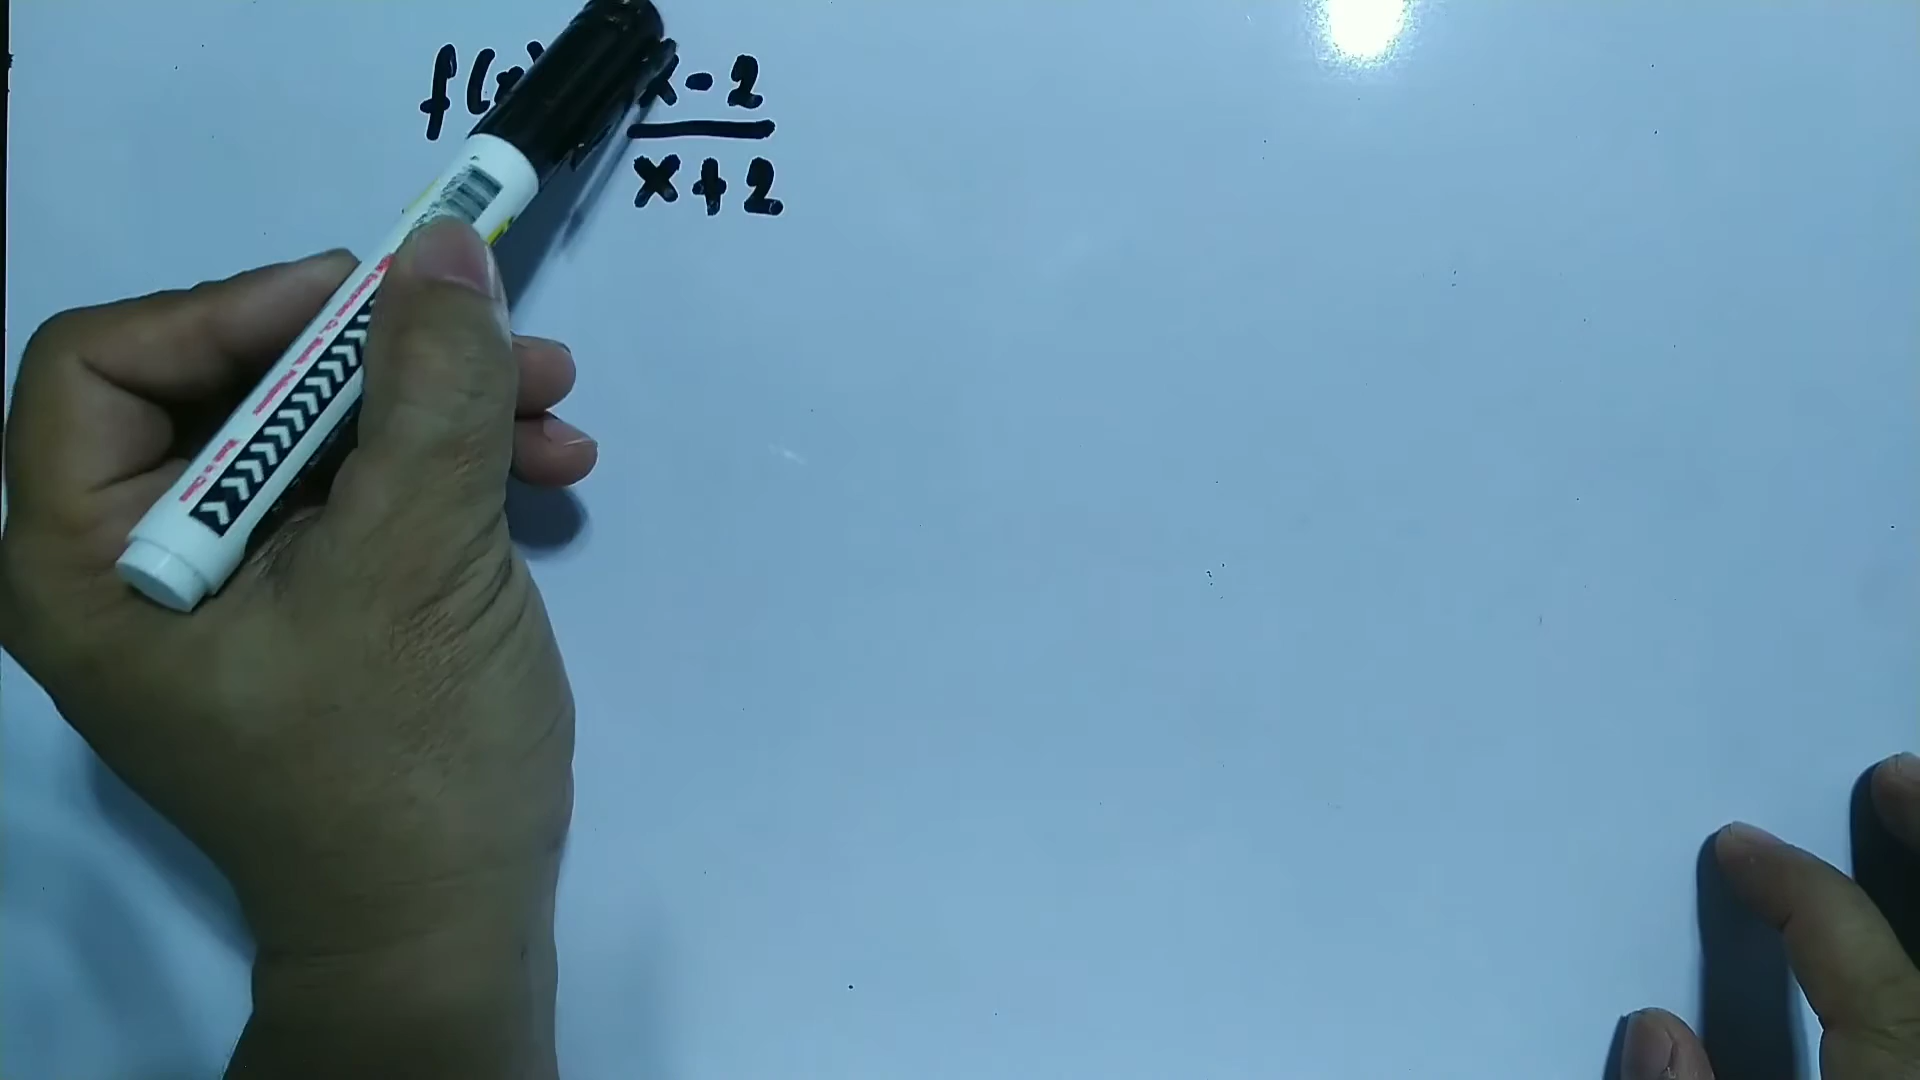 f(x) x - 2
x + 2